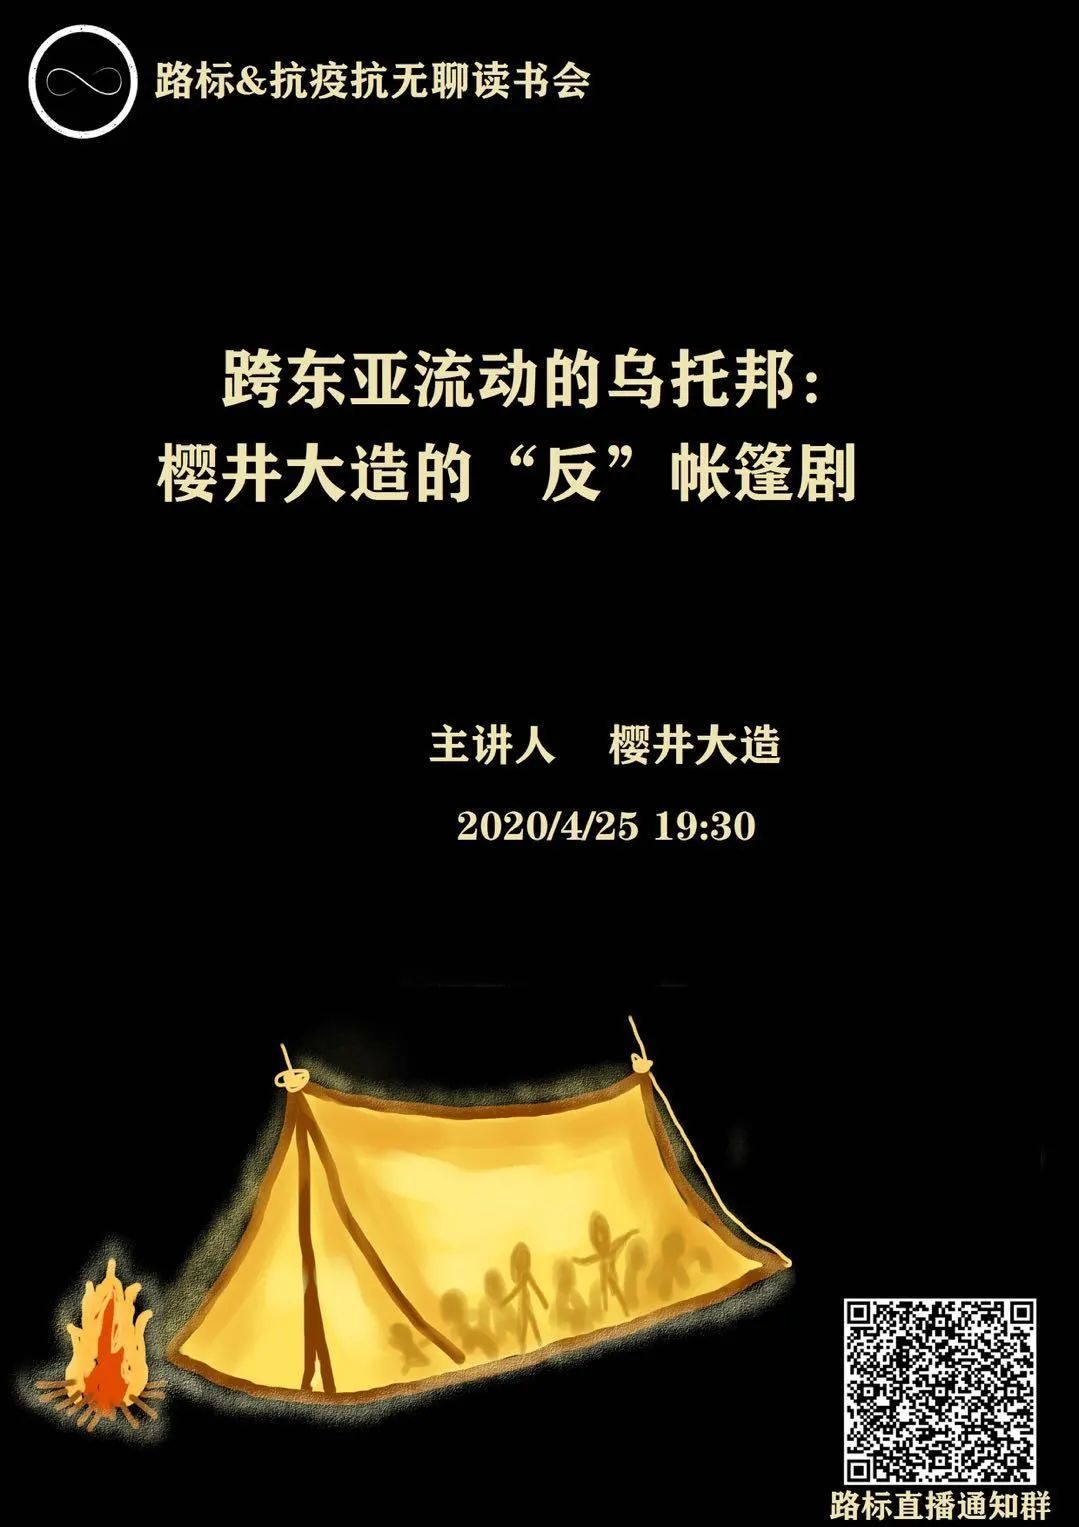 路标&抗疫抗无聊读书会
跨东亚流动的乌托邦：
樱井大造的“反”帐篷剧
主讲人 樱井大造
2020/4/25 19:30
路标直播通知群